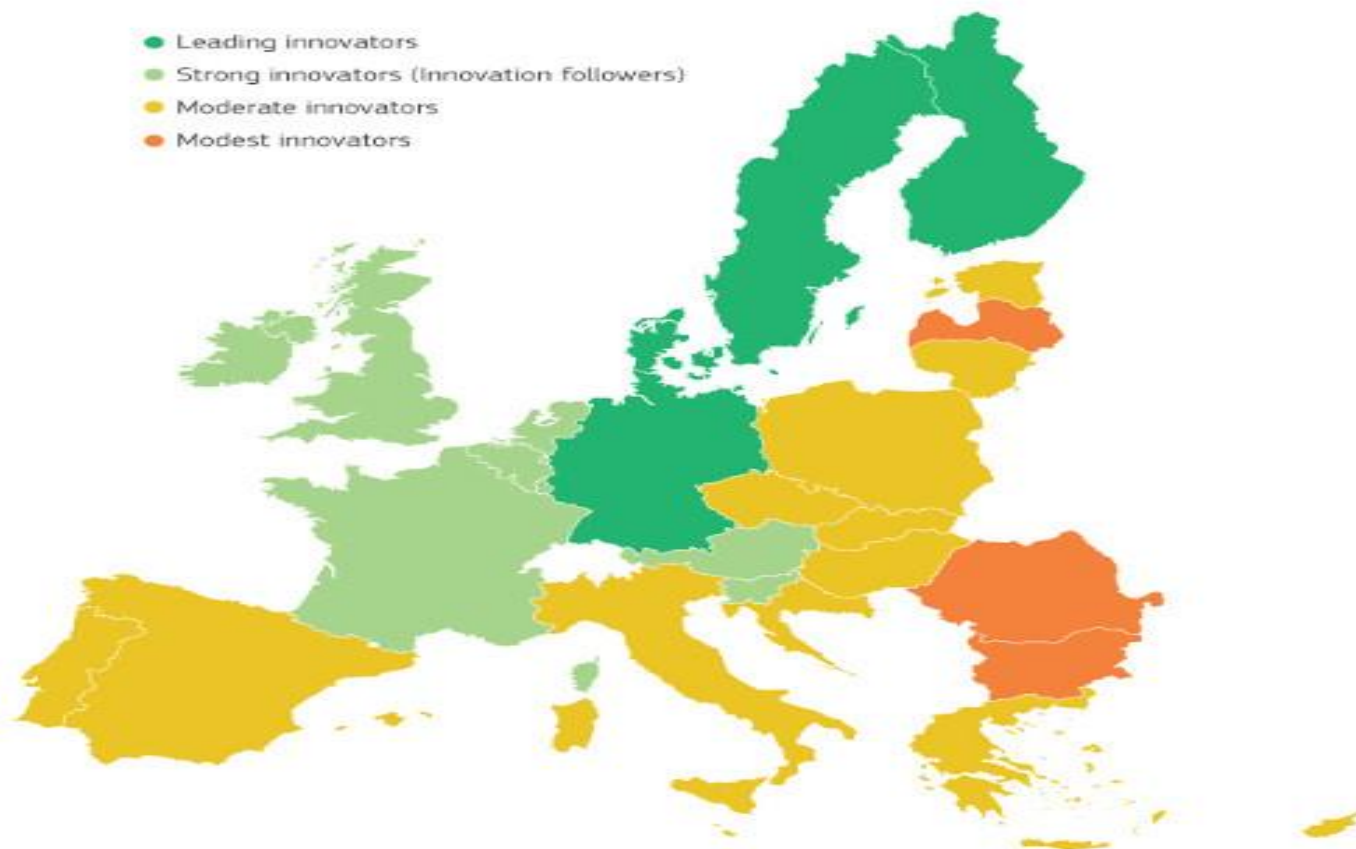 Leading innovators
Strong innovators (Innovation followers)
Moderate innovators
Modest innovators